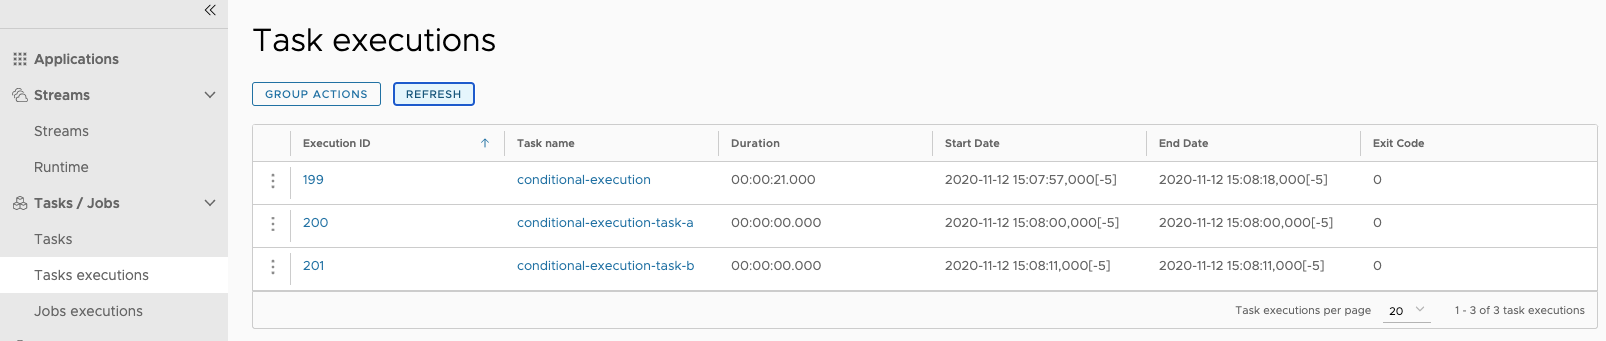 Applications
Streams
Streams
Runtime
Tasks / Jobs
Tasks
Tasks executions
Jobs executions
Task executions
GROUP ACTIONS REFRESH
Execution ID Task name Duration Start Date End Date Exit Code
199 conditional-execution 00:00:21.000 2020-11-12 15:07:57,000[-5] 2020-11-12 15:08:18,000[-5] 0
200 conditional-execution-task-a 00:00:00.000 2020-11-12 15:08:00,000[-5] 2020-11-12 15:08:00,000[-5] 0
201 conditional-execution-task-b 00:00:00.000 2020-11-12 15:08:11,000[-5] 2020-11-12 15:08:11,000[-5] 0
Task executions per page 20 1 - 3 of 3 task executions